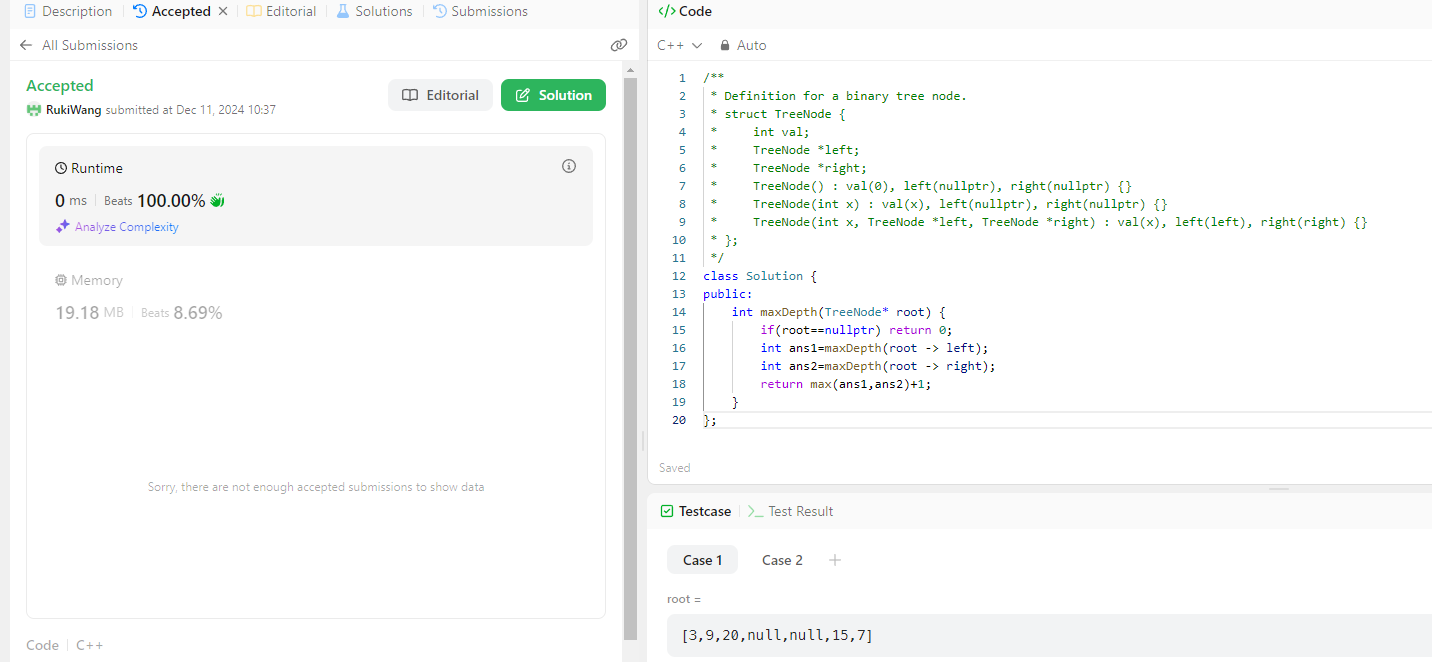 Description Accepted Editorial Solutions Submissions
All Submissions
Accepted
RukiWang submitted at Dec 11, 2024 10:37
Editorial
Solution
Runtime
0 ms Beats 100.00%
Analyze Complexity
Memory
19.18 MB Beats 8.69%
Sorry, there are not enough accepted submissions to show data
Code C++
</> Code
C++ Auto
1 /**
2  * Definition for a binary tree node.
3  * struct TreeNode {
4  *     int val;
5  *     TreeNode *left;
6  *     TreeNode *right;
7  *     TreeNode() : val(0), left(nullptr), right(nullptr) {}
8  *     TreeNode(int x) : val(x), left(nullptr), right(nullptr) {}
9  *     TreeNode(int x, TreeNode *left, TreeNode *right) : val(x), left(left), right(right) {}
10  * };
11  */
12 class Solution {
13 public:
14     int maxDepth(TreeNode* root) {
15         if(root==nullptr) return 0;
16         int ans1=maxDepth(root -> left);
17         int ans2=maxDepth(root -> right);
18         return max(ans1,ans2)+1;
19     }
20 };
Saved
Testcase >_ Test Result
Case 1 Case 2 +
root =
[3,9,20,null,null,15,7]